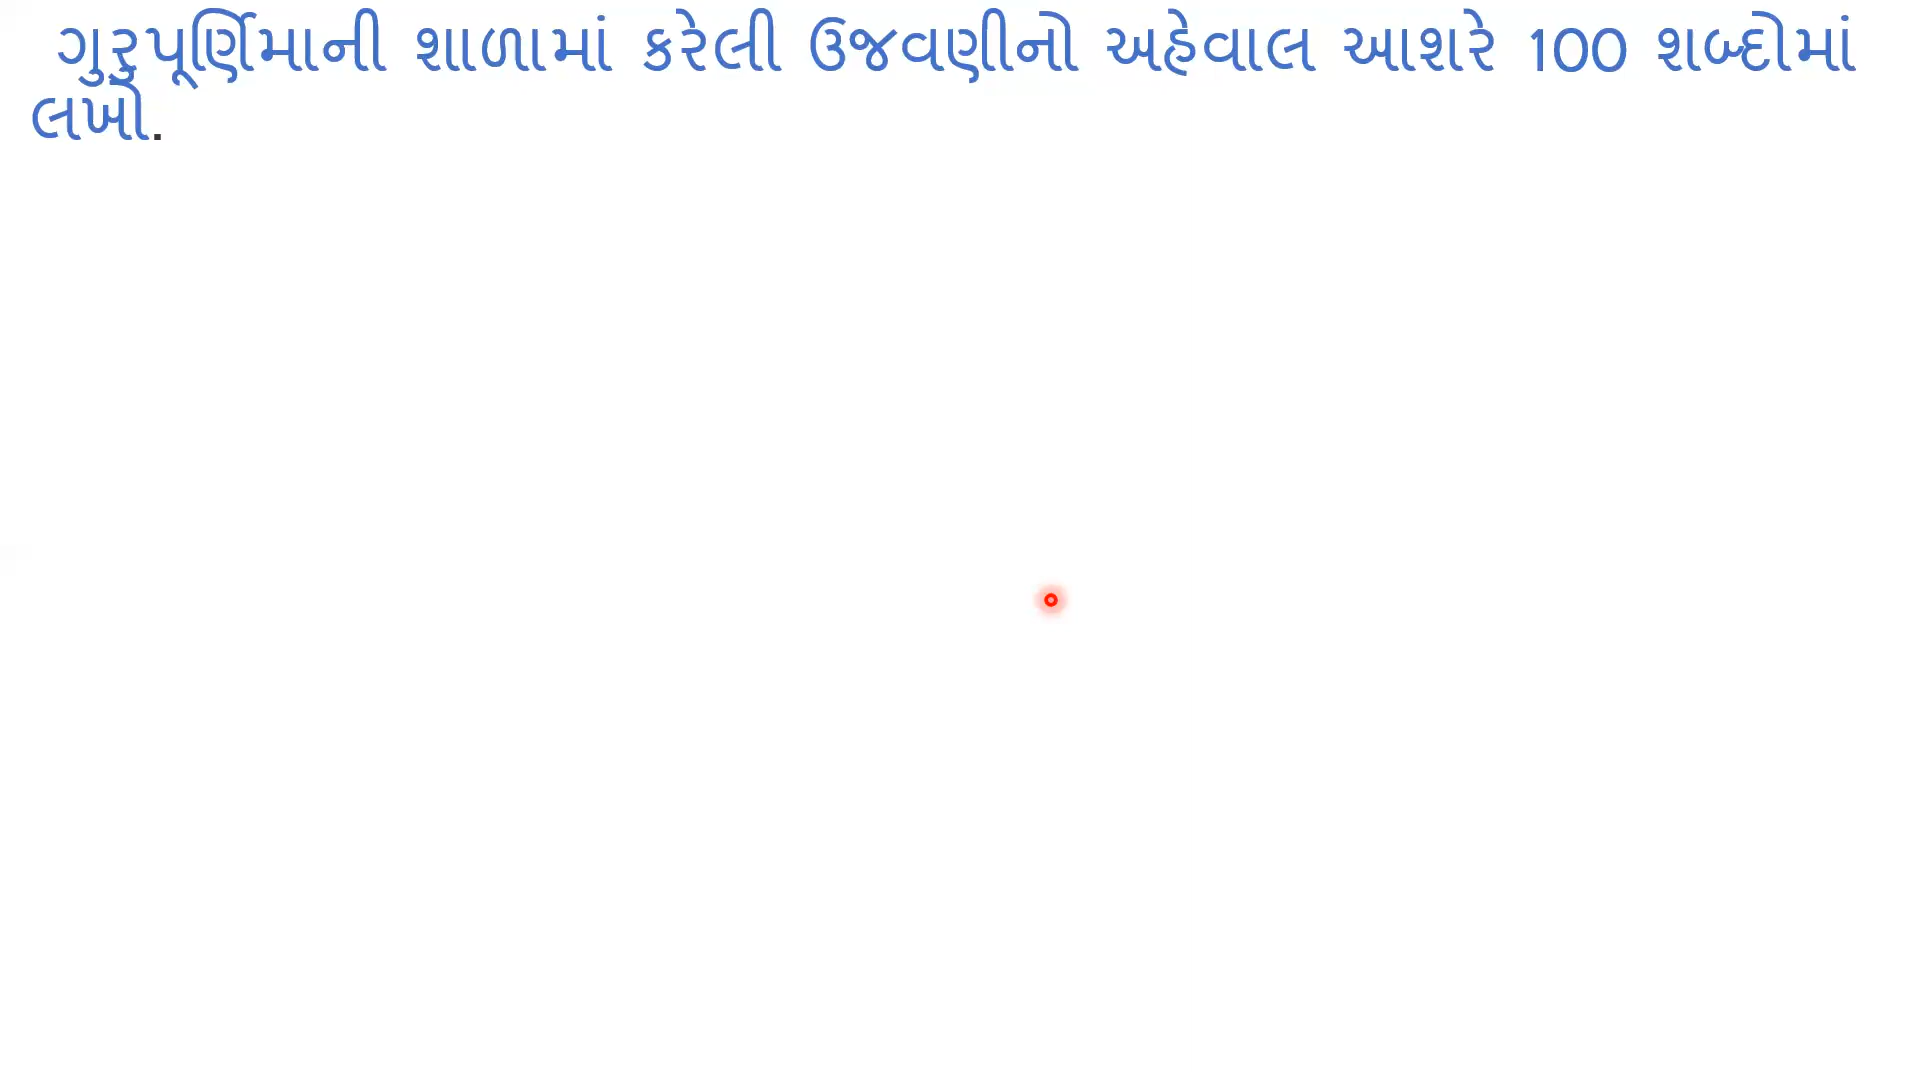 ગુરુપૂર્ણિમાની શાળામાં કરેલી ઉજવણીનો અહેવાલ આશરે 100 શબ્દોમાં
લખો.